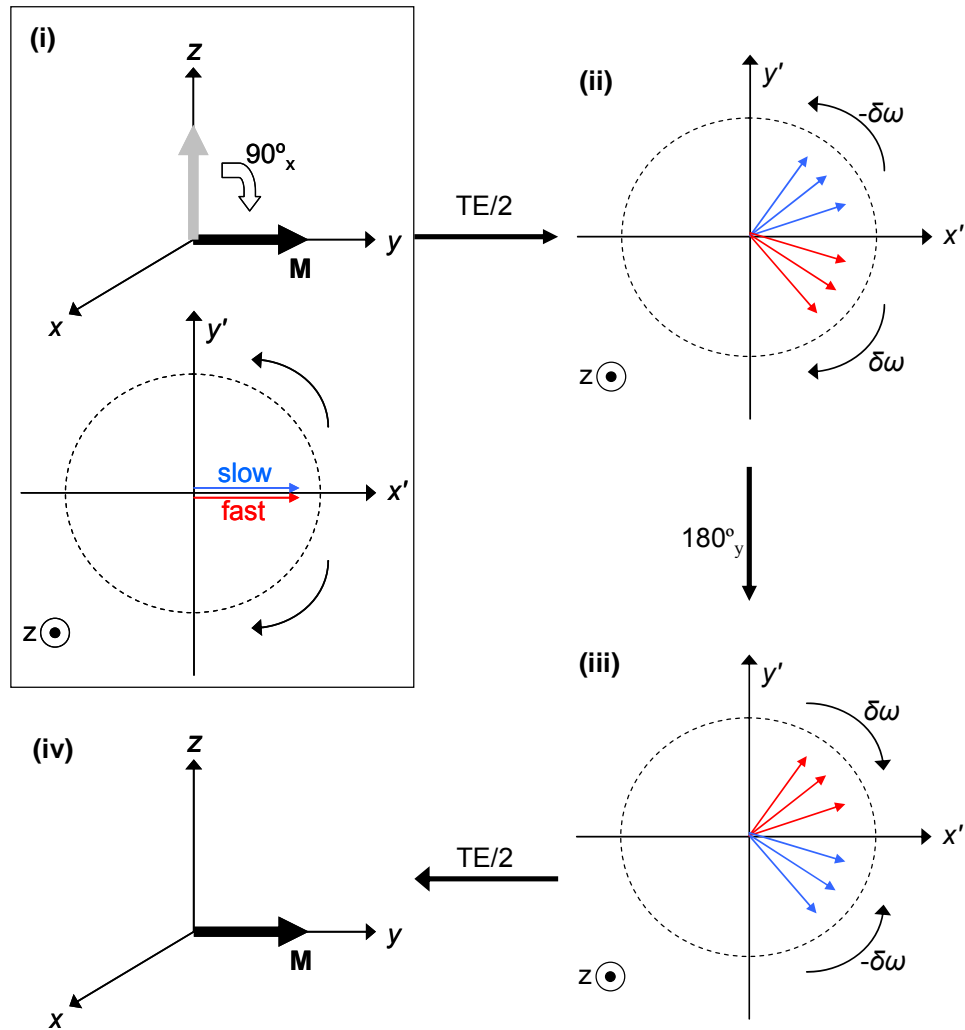 (i)
z
90°x
y
M
x
y'
slow
x'
fast
z
TE/2
(ii)
y'
-δω
x'
δω
z
180°y
(iii)
y'
δω
x'
-δω
z
TE/2
(iv)
z
y
M
x